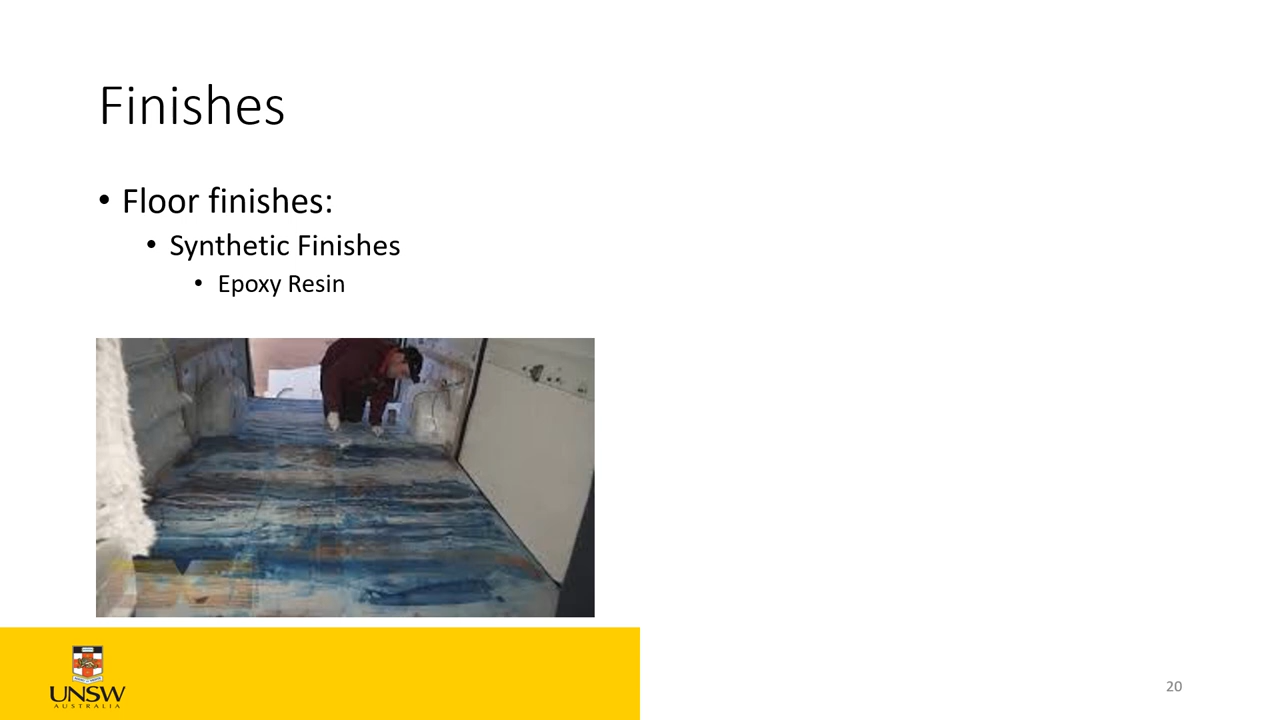 Finishes
• Floor finishes:
• Synthetic Finishes
• Epoxy Resin
UNSW
AUSTRALIA
20